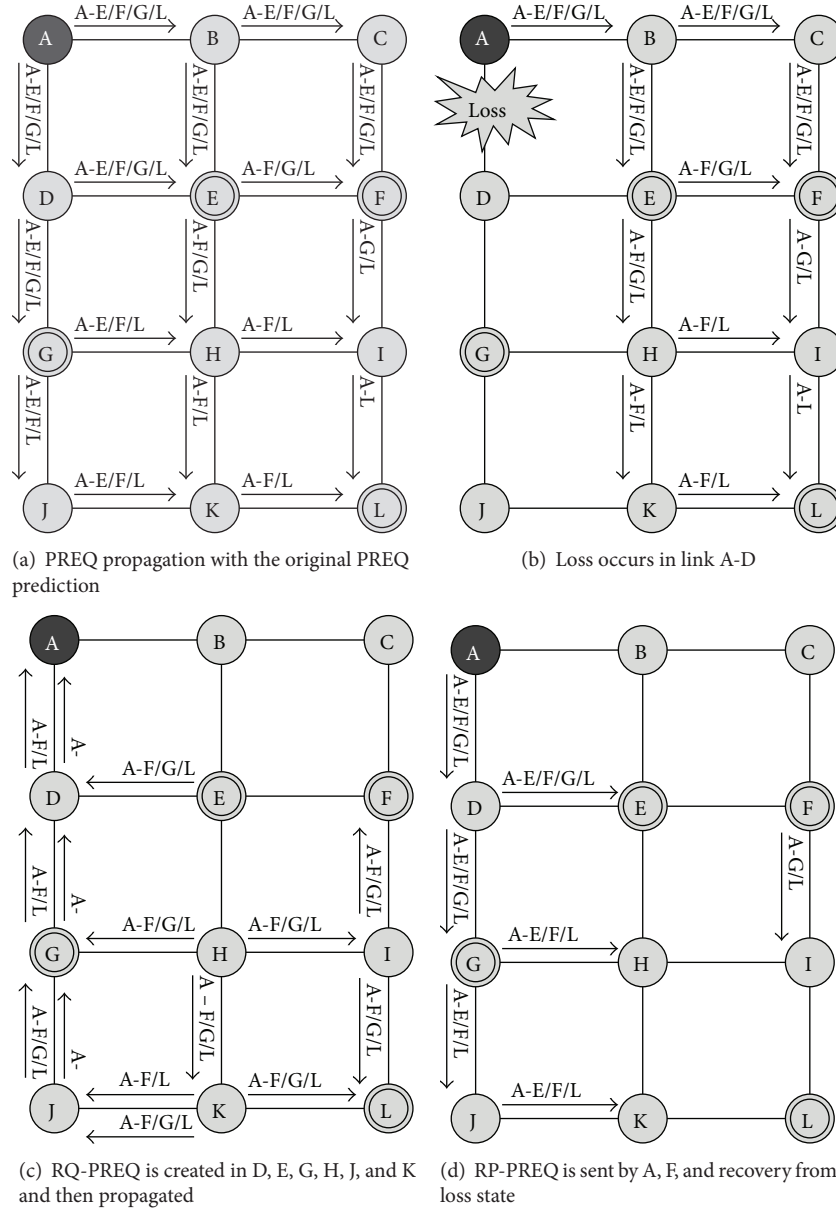 A-E/F/G/L
A-E/F/G/L
A
B
C
A-E/F/G/L
A-E/F/G/L
A-E/F/G/L
A-E/F/G/L
A-F/G/L
D
E
F
A-E/F/G/L
A-F/G/L
A-G/L
A-E/F/L
A-F/L
G
H
I
A-E/F/L
A-F/L
A-L
A-E/F/L
A-F/L
J
K
L
(a) PREQ propagation with the original PREQ
prediction
A-E/F/G/L
A-E/F/G/L
A
B
C
Loss
A-E/F/G/L
A-E/F/G/L
A-F/G/L
D
E
F
A-F/G/L
A-G/L
A-F/L
G
H
I
A-F/L
A-L
A-F/L
J
K
L
(b) Loss occurs in link A-D
A
B
C
A-F/L
A-
A-F/G/L
D
E
F
A-F/L
A-
A-F/G/L
A-F/G/L
A-F/G/L
G
H
I
A-F/G/L
A-
A – F/G/L
A-F/G/L
A-F/L
A-F/G/L
J
K
L
A-F/G/L
(c) RQ-PREQ is created in D, E, G, H, J, and K
and then propagated
A
B
C
A-E/F/G/L
A-E/F/G/L
D
E
F
A-E/F/G/L
A-G/L
A-E/F/L
G
H
I
A-E/F/L
A-E/F/L
J
K
L
(d) RP-PREQ is sent by A, F, and recovery from
loss state